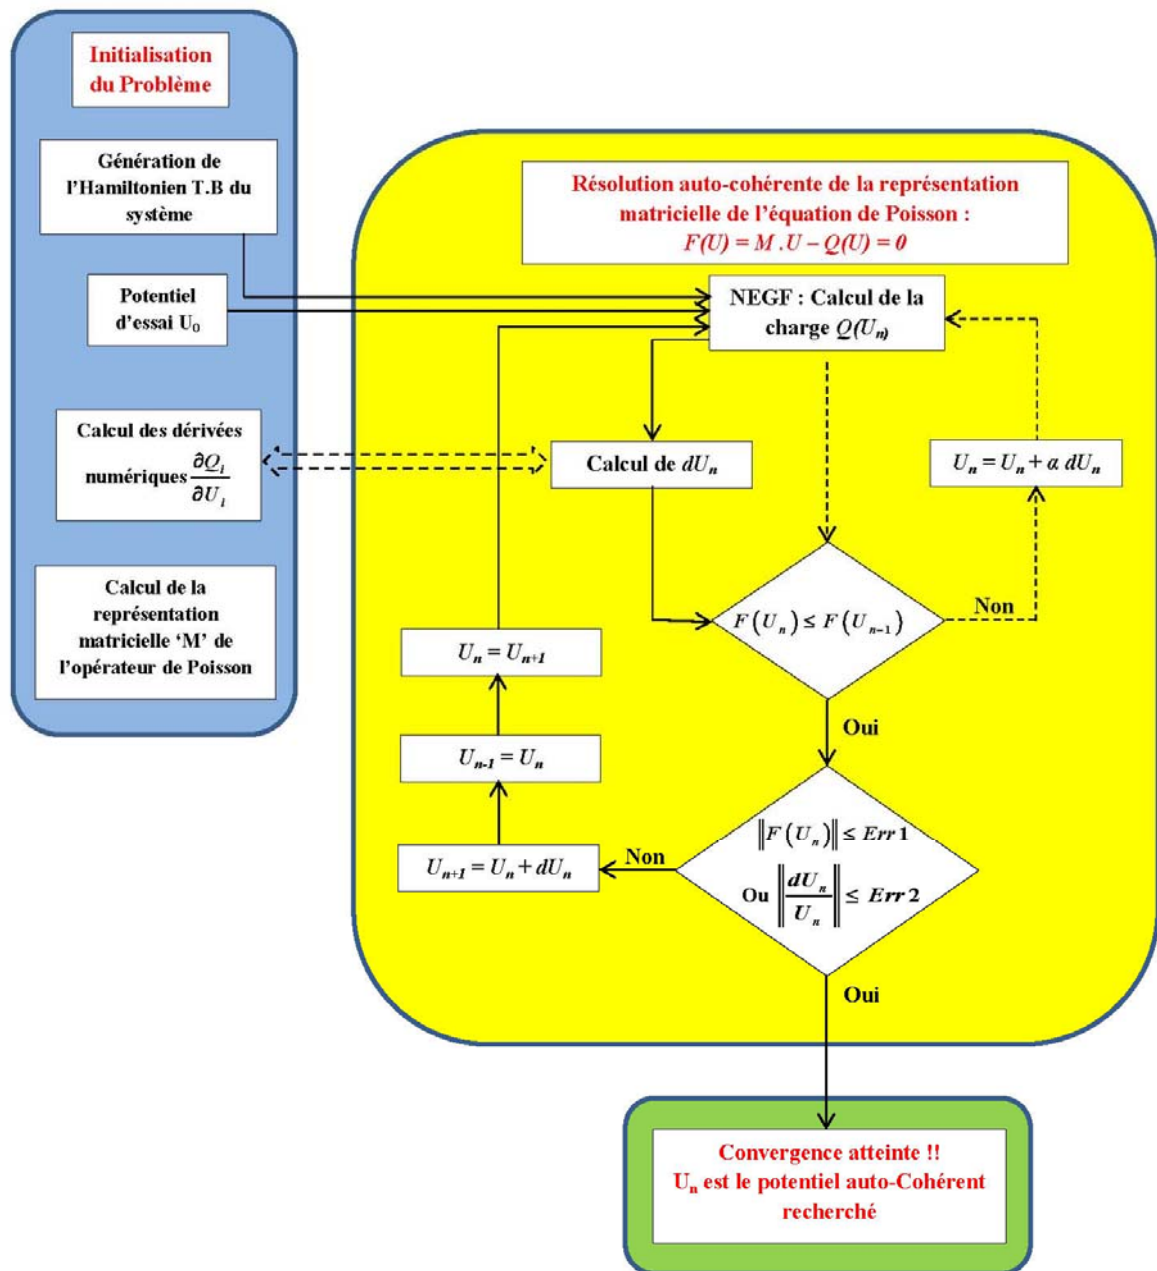 Initialisation
du Problème
Génération de
l'Hamiltonien T.B du
système
Potentiel
d'essai U₀
Calcul des dérivées
numériques ∂Qᵢ/∂Uᵢ
Calcul de la
représentation
matricielle 'M' de
l'opérateur de Poisson
Résolution auto-cohérente de la représentation
matricielle de l'équation de Poisson :
F(U) = M . U – Q(U) = 0
NEGF : Calcul de la
charge Q(Uₙ)
Calcul de dUₙ
Uₙ = Uₙ + α dUₙ
F(Uₙ) ≤ F(Uₙ₋₁)
Non
Oui
Uₙ = Uₙ₊₁
Uₙ₋₁ = Uₙ
Uₙ₊₁ = Uₙ + dUₙ
Non
‖F(Uₙ)‖ ≤ Err 1
Ou ‖dUₙ/Uₙ‖ ≤ Err 2
Oui
Convergence atteinte !!
Uₙ est le potentiel auto-Cohérent
recherché